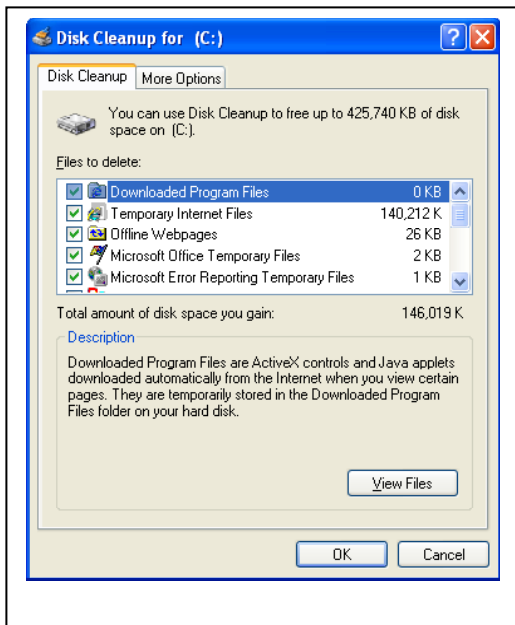 Disk Cleanup for (C:)
Disk Cleanup More Options
You can use Disk Cleanup to free up to 425,740 KB of disk
space on (C:).
Files to delete:
Downloaded Program Files 0 KB
Temporary Internet Files 140,212 K
Offline Webpages 26 KB
Microsoft Office Temporary Files 2 KB
Microsoft Error Reporting Temporary Files 1 KB
Total amount of disk space you gain: 146,019 K
Description
Downloaded Program Files are ActiveX controls and Java applets
downloaded automatically from the Internet when you view certain
pages. They are temporarily stored in the Downloaded Program
Files folder on your hard disk.
View Files
OK Cancel